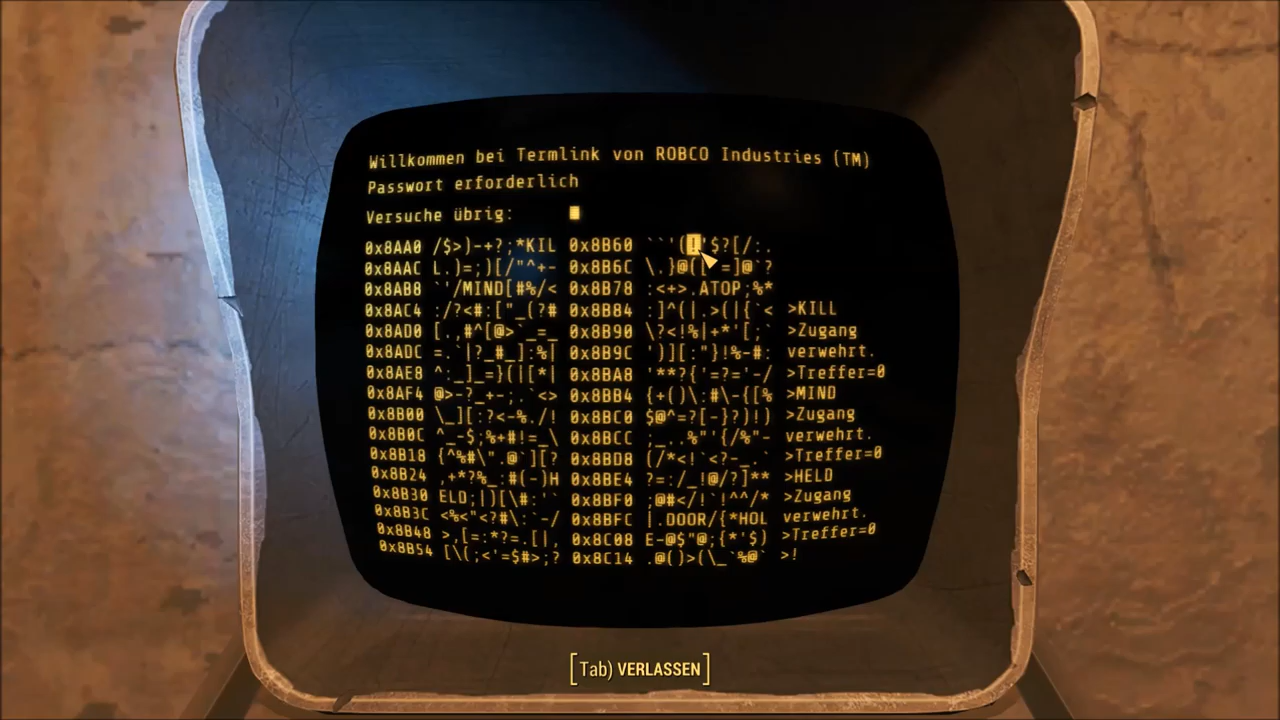 Willkommen bei Termlink von ROBCO Industries (TM)
Passwort erforderlich
Versuche übrig: ■
0x8AA0 /$>)-+?;*KIL 0x8B60 ``'(!'$?[/:.
0x8AAC L.)=;)[/"^+- 0x8B6C \.}@([`=]@`?
0x8AB8 `'/MIND[#%/< 0x8B78 :<+>.ATOP;%*
0x8AC4 :/?<#:["_(?# 0x8B84 :]^(|.>(|{`< >KILL
0x8AD0 [.,#^[@>`_=_ 0x8B90 \?<!%|+*'[;` >Zugang
0x8ADC =.`|?_#_]:%| 0x8B9C ')][:"}!%-#: verwehrt.
0x8AE8 ^:_]_=}(|[*| 0x8BA8 '**?{'=?='-/ >Treffer=0
0x8AF4 @>-?_+-;.`<> 0x8BB4 {+()\:#\-{[% >MIND
0x8B00 \_][:?<-%./! 0x8BC0 $@^=?[-}?)!) >Zugang
0x8B0C ^_-$;%+#!=_\ 0x8BCC :_..%"'{/%"- verwehrt.
0x8B18 {^%#\".@`][? 0x8BD8 (/*<!`<?-_.` >Treffer=0
0x8B24 ,+*?%_:#(-)H 0x8BE4 ?=:/_!@/?]** >HELD
0x8B30 ELD;|)[\#:'` 0x8BF0 ;@#</!`!^^/* >Zugang
0x8B3C <%<"<?#\:`-/ 0x8BFC |.DOOR/{*HOL verwehrt.
0x8B48 >,[=:*?=.[|, 0x8C08 E-@$"@;{*'$) >Treffer=0
0x8B54 [\(;<'=$#>;? 0x8C14 .@()>(\_`%@` >!
[Tab) VERLASSEN]